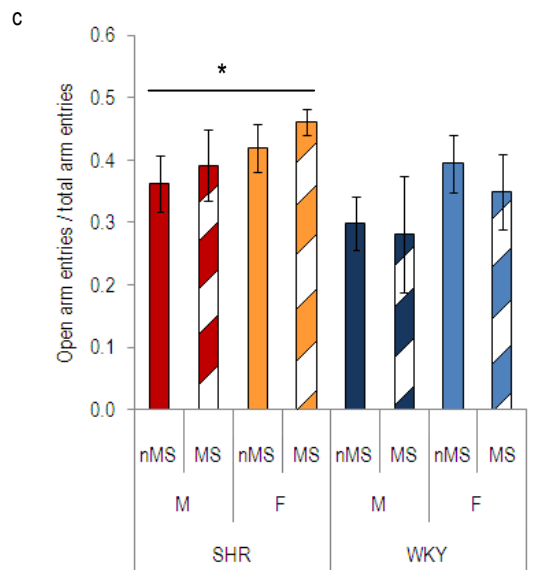 c
0.6
*
0.5
0.4
0.3
0.2
0.1
0.0
Open arm entries / total arm entries
nMS MS nMS MS nMS MS nMS MS
M F M F
SHR WKY